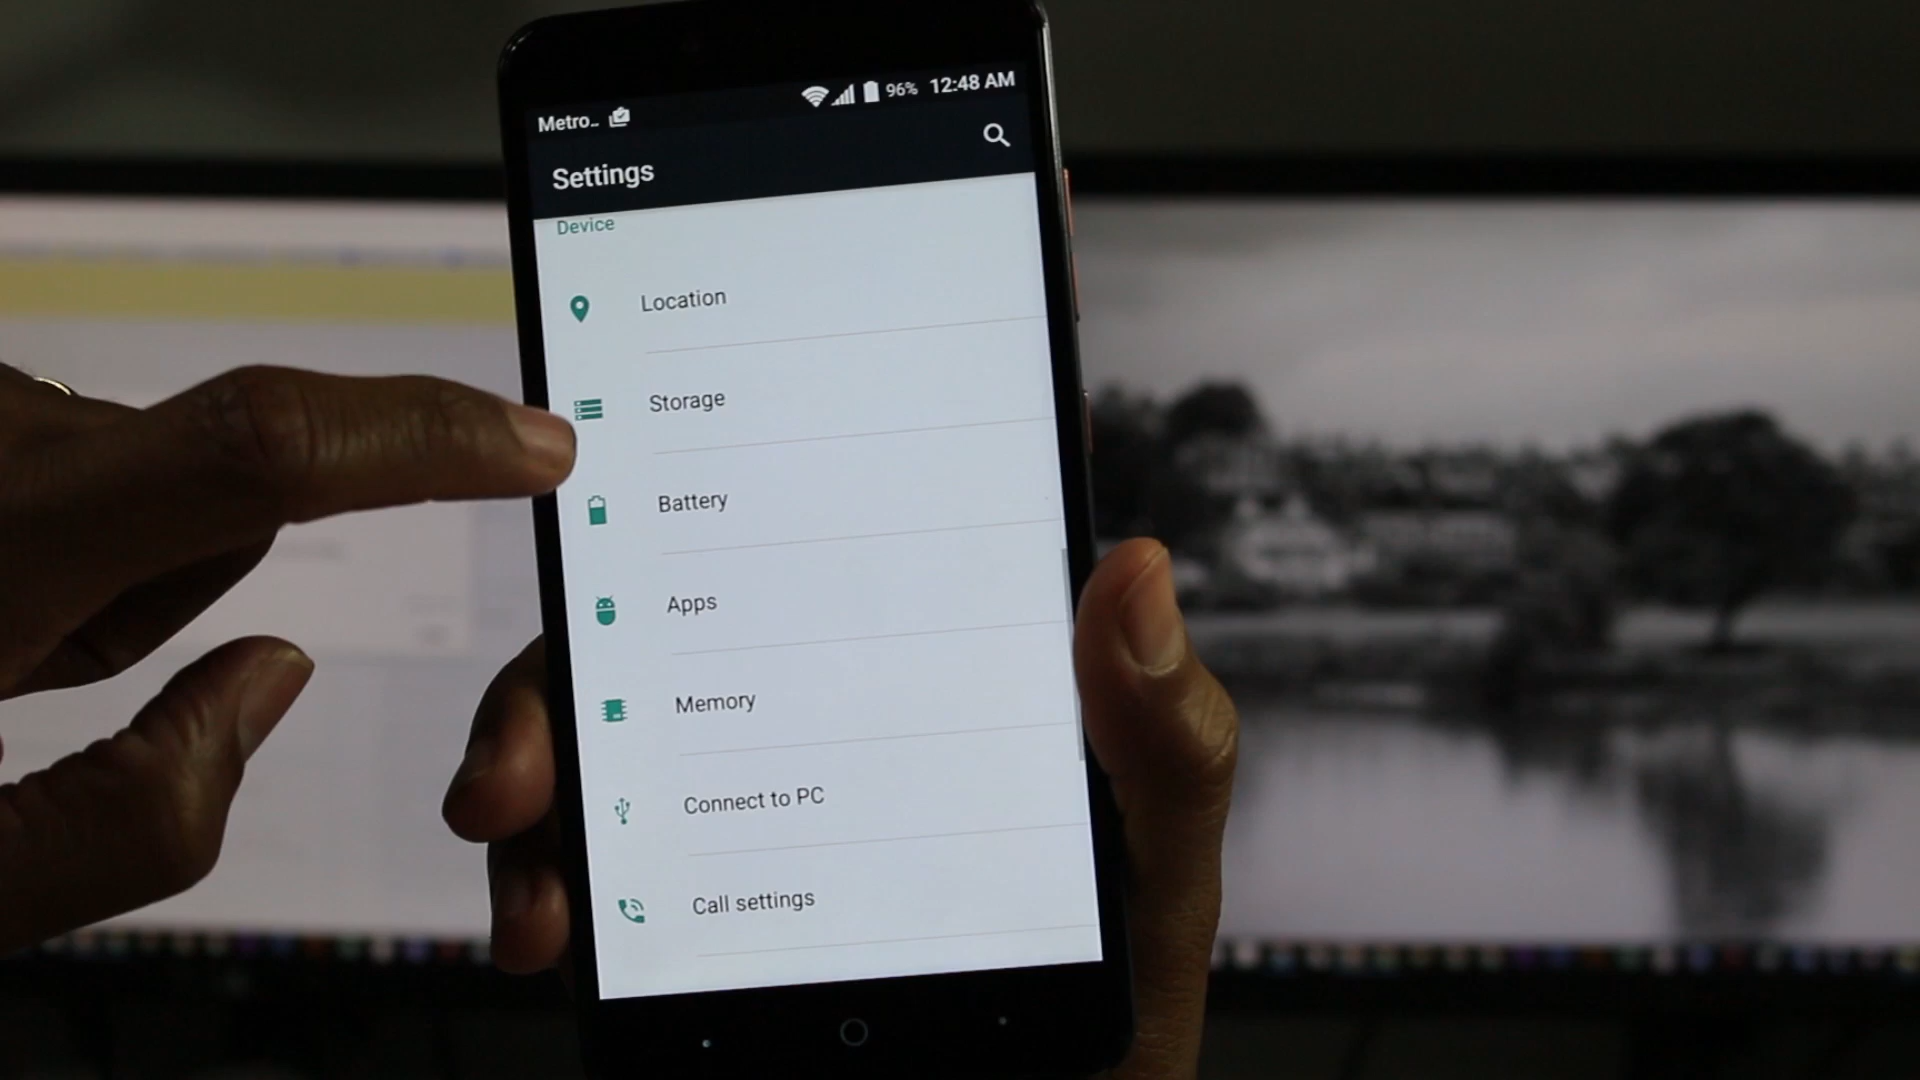 Metro.. 96% 12:48 AM
Settings
Device
Location
Storage
Battery
Apps
Memory
Connect to PC
Call settings